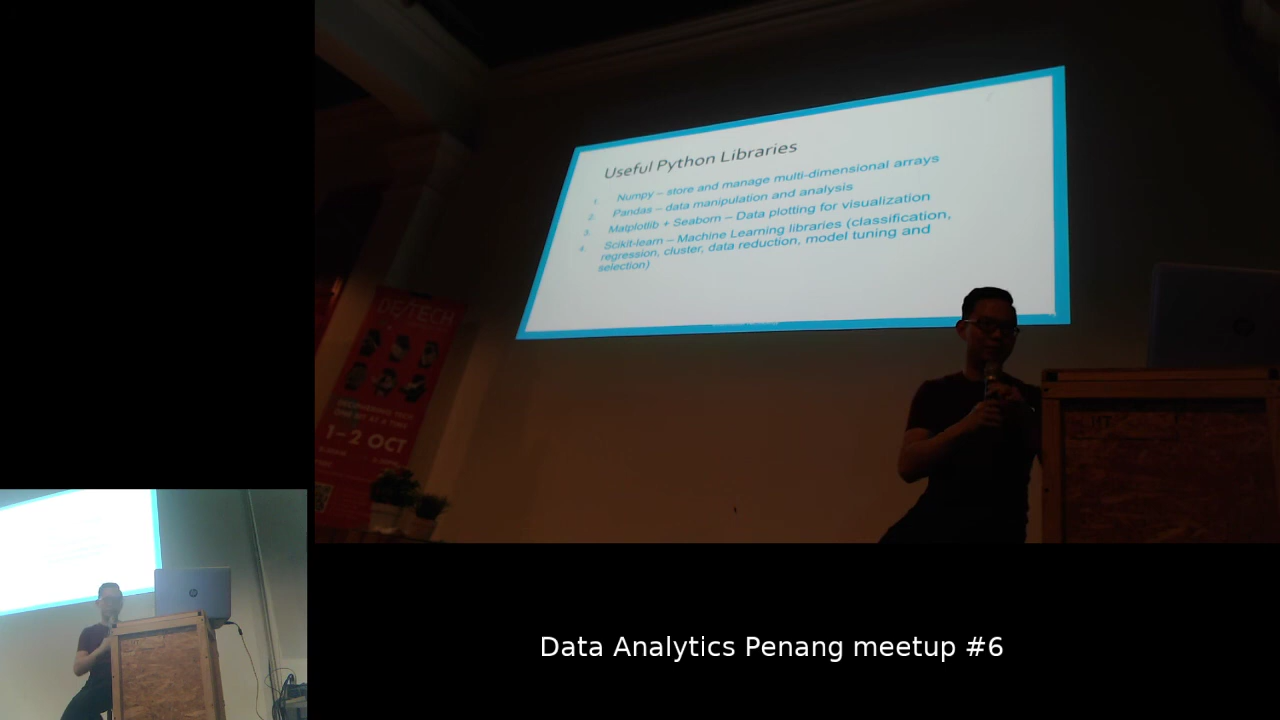 Useful Python Libraries
1. Numpy – store and manage multi-dimensional arrays
2. Pandas – data manipulation and analysis
3. Matplotlib + Seaborn – Data plotting for visualization
4. Scikit-learn – Machine Learning libraries (classification,
regression, cluster, data reduction, model tuning and
selection)
DE/TECH
1-2 OCT
Data Analytics Penang meetup #6